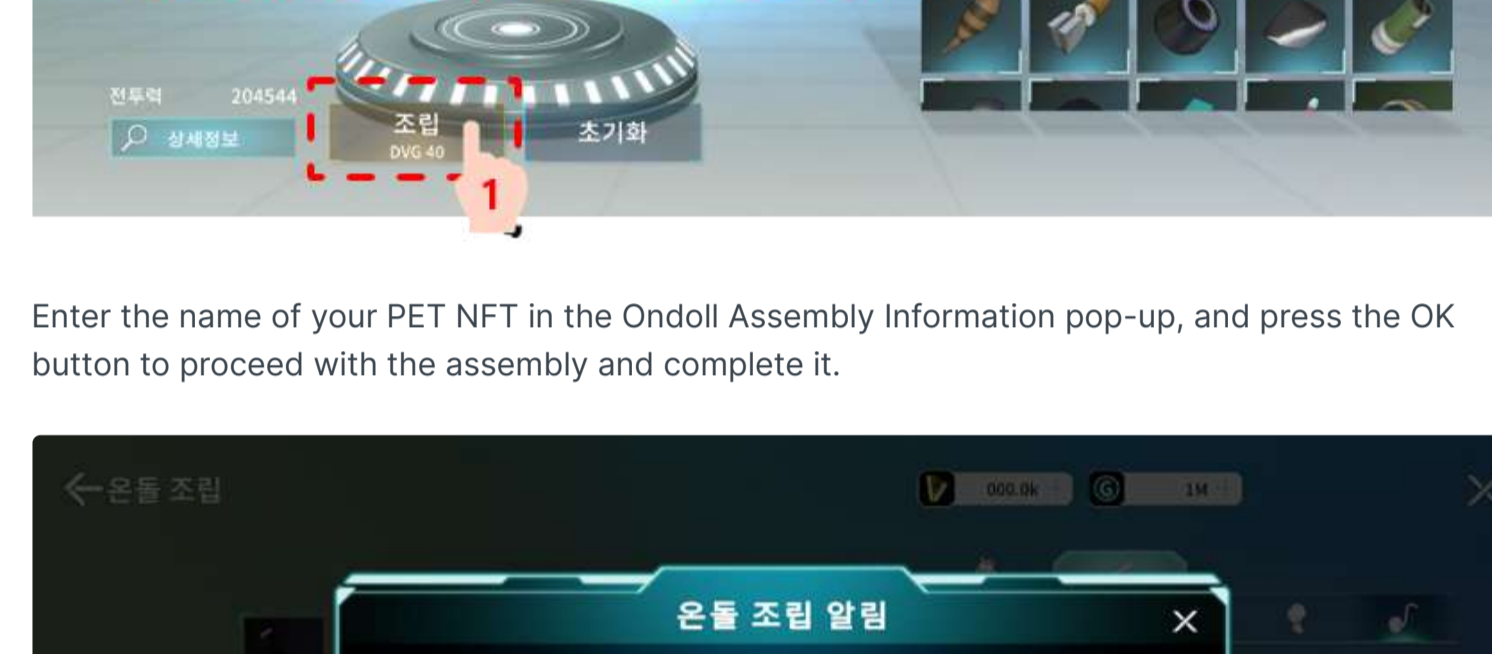 전투력 204544
상세정보
조립
DVG 40
초기화
1
Enter the name of your PET NFT in the Ondoll Assembly Information pop-up, and press the OK
button to proceed with the assembly and complete it.
온돌 조립
000.0k
1M
온돌 조립 알림